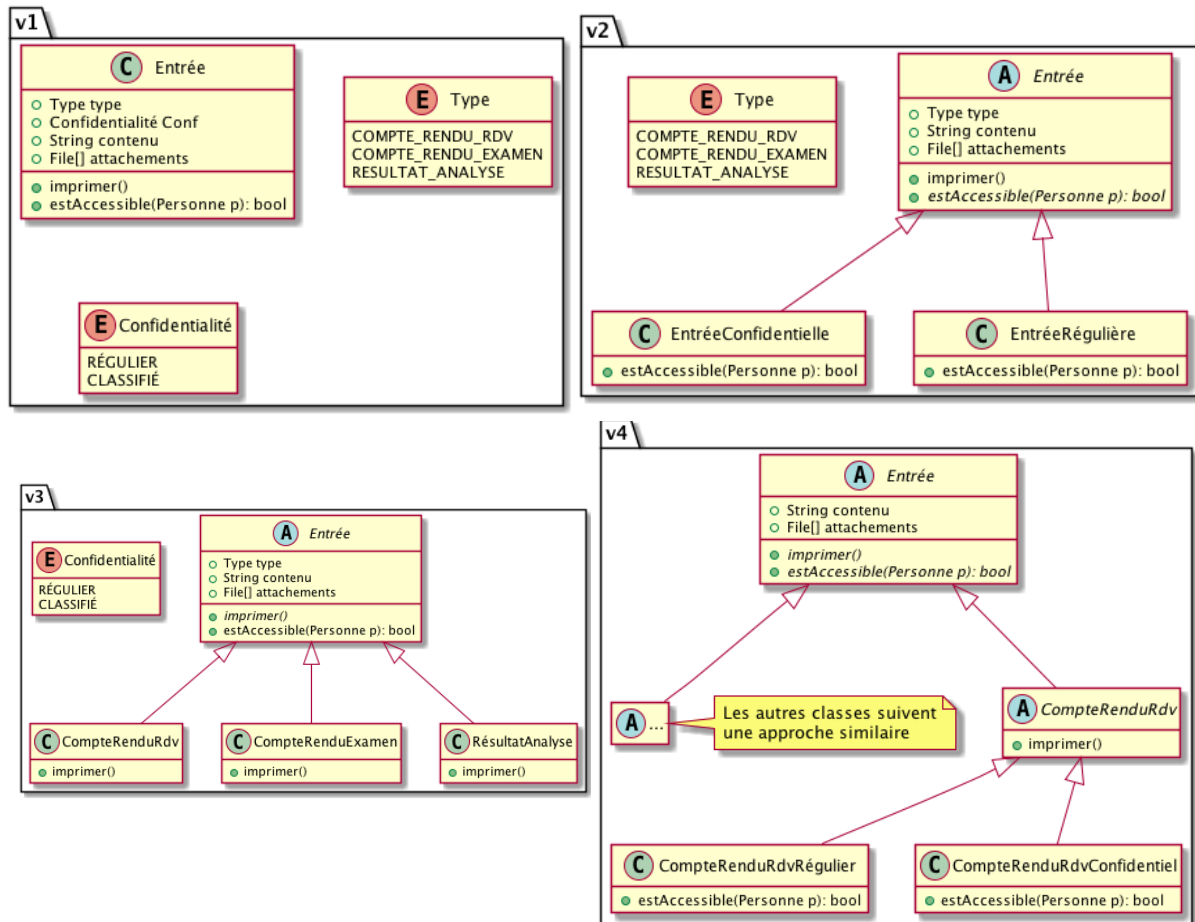 v1
C Entrée
Type type
Confidentialité Conf
String contenu
File[] attachements
imprimer()
estAccessible(Personne p): bool
E Type
COMPTE_RENDU_RDV
COMPTE_RENDU_EXAMEN
RESULTAT_ANALYSE
E Confidentialité
RÉGULIER
CLASSIFIÉ
v2
E Type
COMPTE_RENDU_RDV
COMPTE_RENDU_EXAMEN
RESULTAT_ANALYSE
A Entrée
Type type
String contenu
File[] attachements
imprimer()
estAccessible(Personne p): bool
C EntréeConfidentielle
estAccessible(Personne p): bool
C EntréeRégulière
estAccessible(Personne p): bool
v3
E Confidentialité
RÉGULIER
CLASSIFIÉ
A Entrée
Type type
String contenu
File[] attachements
imprimer()
estAccessible(Personne p): bool
C CompteRenduRdv
imprimer()
C CompteRenduExamen
imprimer()
C RésultatAnalyse
imprimer()
v4
A Entrée
String contenu
File[] attachements
imprimer()
estAccessible(Personne p): bool
A ...
Les autres classes suivent
une approche similaire
A CompteRenduRdv
imprimer()
C CompteRenduRdvRégulier
estAccessible(Personne p): bool
C CompteRenduRdvConfidentiel
estAccessible(Personne p): bool